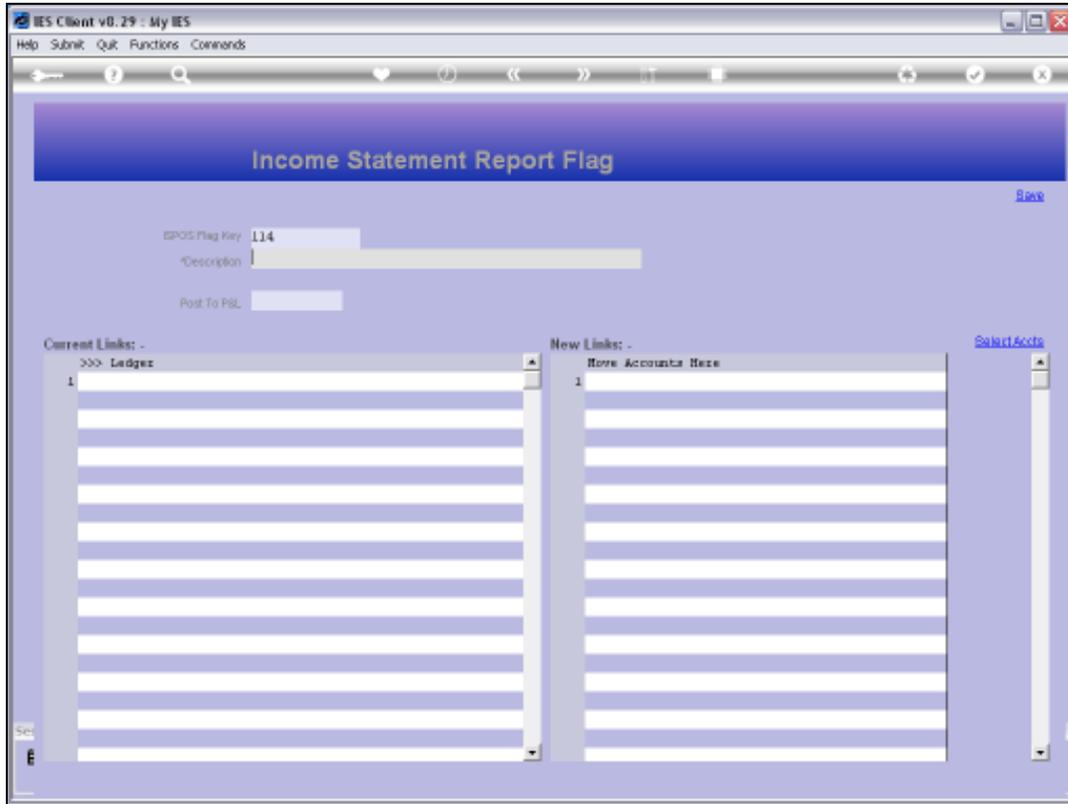 IES Client v8.29 : My IES
Help Submit Quit Functions Commands
Income Statement Report Flag
Save
ISPOS Flag Key 114
*Description
Post To P&L
Current Links: -
New Links: -
Select Accts
>>> Ledger
Move Accounts Here
1
1